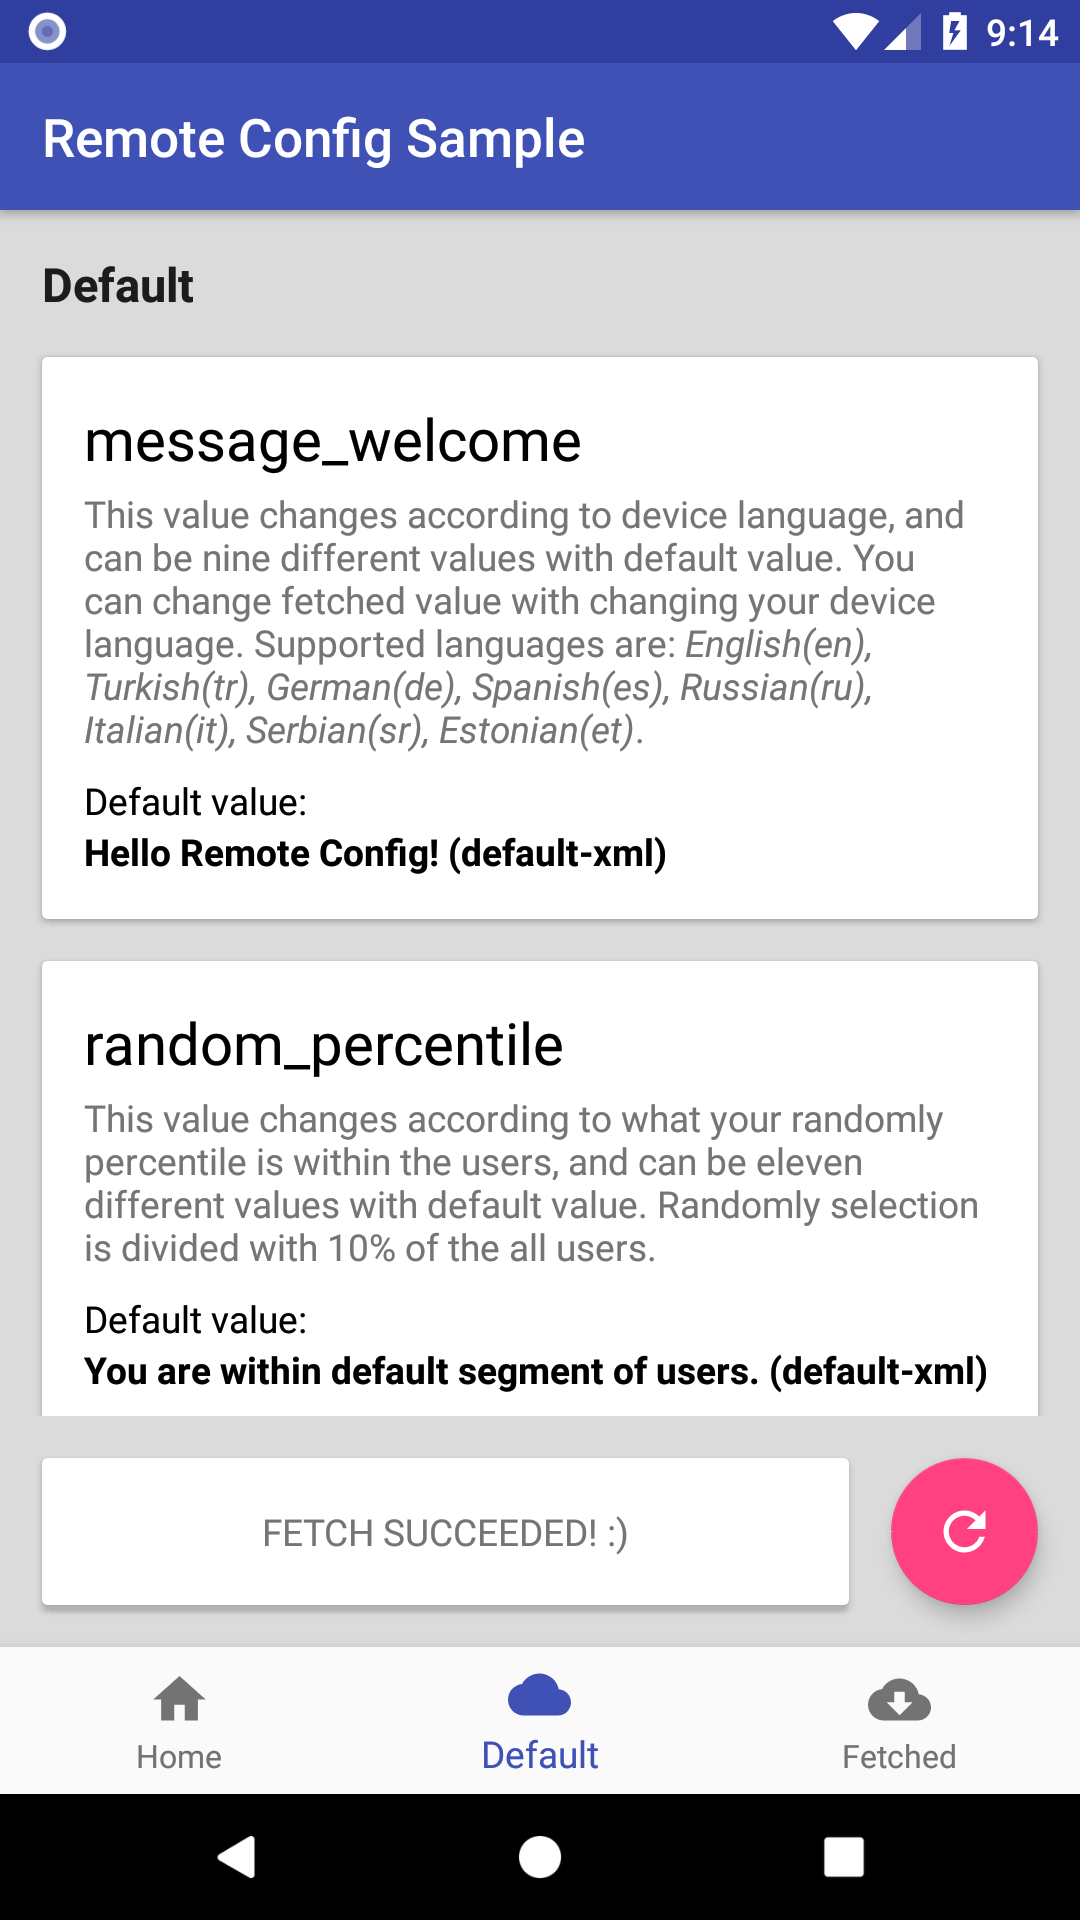 9:14
Remote Config Sample
Default
message_welcome
This value changes according to device language, and
can be nine different values with default value. You
can change fetched value with changing your device
language. Supported languages are: English(en),
Turkish(tr), German(de), Spanish(es), Russian(ru),
Italian(it), Serbian(sr), Estonian(et).
Default value:
Hello Remote Config! (default-xml)
random_percentile
This value changes according to what your randomly
percentile is within the users, and can be eleven
different values with default value. Randomly selection
is divided with 10% of the all users.
Default value:
You are within default segment of users. (default-xml)
FETCH SUCCEEDED! :)
Home
Default
Fetched